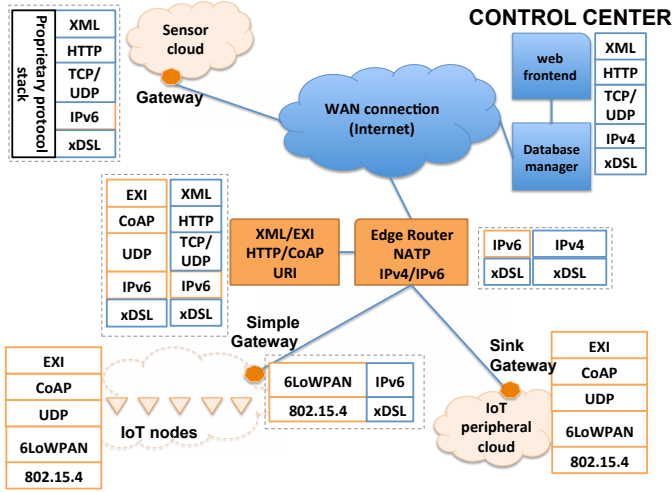 CONTROL CENTER
Proprietary protocol
stack
XML
HTTP
TCP/
UDP
IPv6
xDSL
Sensor
cloud
Gateway
WAN connection
(Internet)
web
frontend
Database
manager
XML
HTTP
TCP/
UDP
IPv4
xDSL
EXI
CoAP
UDP
IPv6
xDSL
XML
HTTP
TCP/
UDP
IPv6
xDSL
XML/EXI
HTTP/CoAP
URI
Edge Router
NATP
IPv4/IPv6
IPv6
IPv4
xDSL
xDSL
Simple
Gateway
Sink
Gateway
EXI
CoAP
UDP
6LoWPAN
802.15.4
IoT nodes
6LoWPAN
IPv6
802.15.4
xDSL
IoT
peripheral
cloud
EXI
CoAP
UDP
6LoWPAN
802.15.4